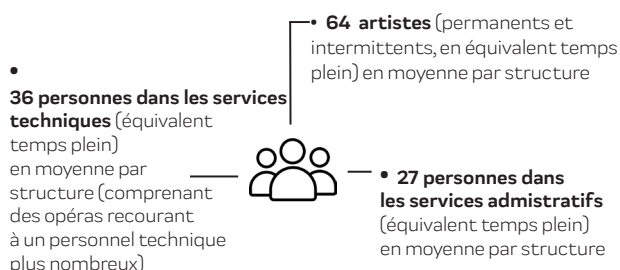 • 64 artistes (permanents et
intermittents, en équivalent temps
plein) en moyenne par structure
•
36 personnes dans les services
techniques (équivalent
temps plein)
en moyenne par
structure (comprenant
des opéras recourant
à un personnel technique
plus nombreux)
• 27 personnes dans
les services admistratifs
(équivalent temps plein)
en moyenne par structure